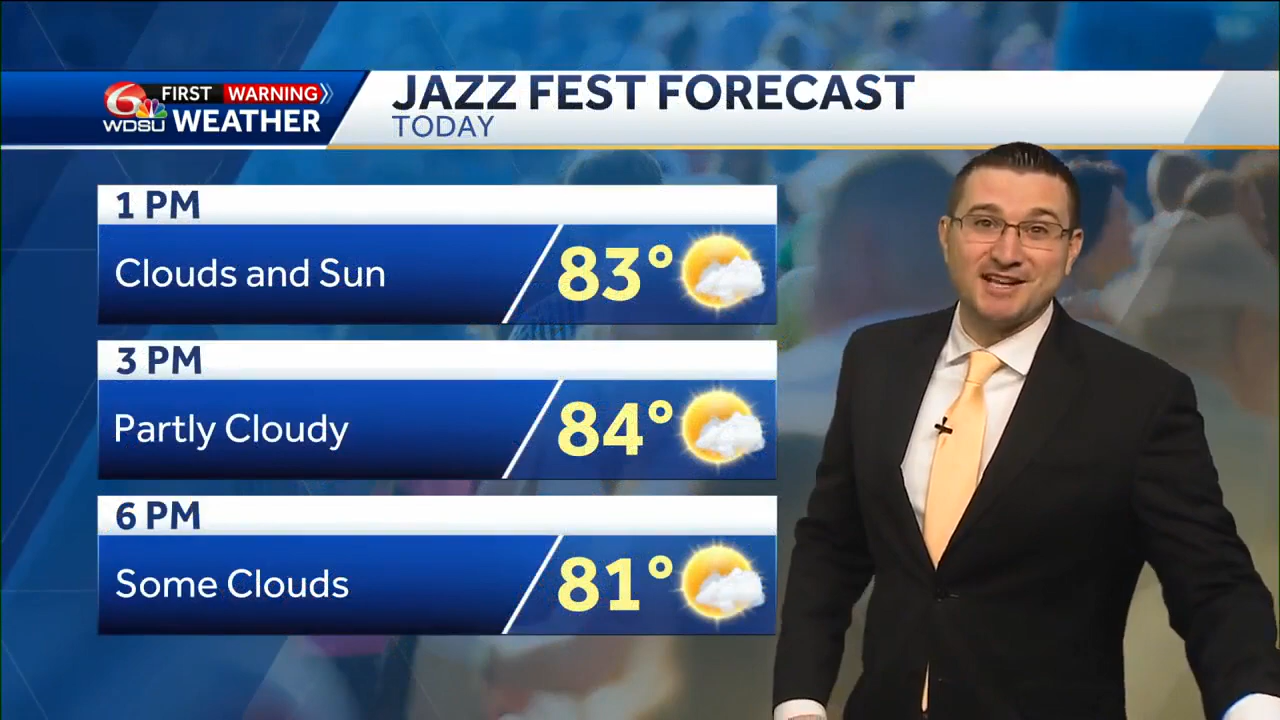 6
WDSU
FIRST WARNING
WEATHER
JAZZ FEST FORECAST
TODAY
1 PM
Clouds and Sun 83°
3 PM
Partly Cloudy 84°
6 PM
Some Clouds 81°